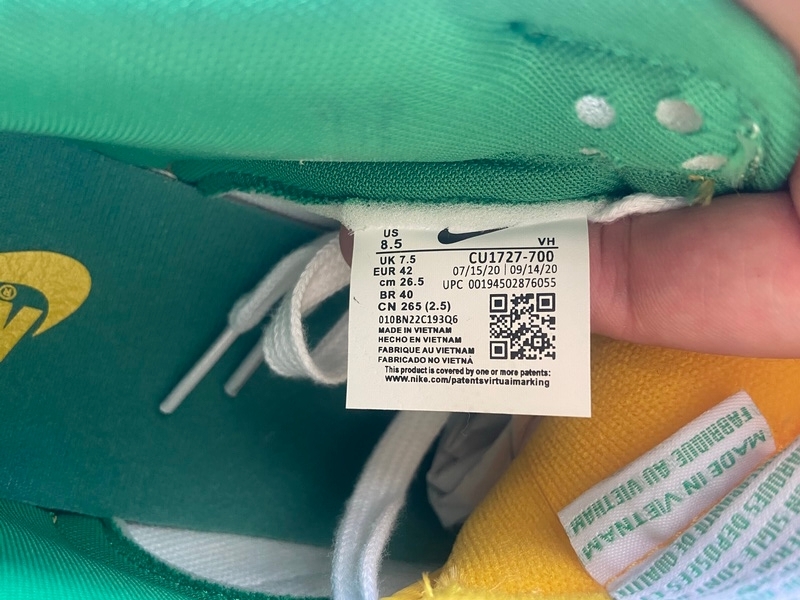 US
8.5
VH
UK 7.5
EUR 42
cm 26.5
BR 40
CN 265 (2.5)
CU1727-700
07/15/20 | 09/14/20
UPC 00194502876055
010BN22C193Q6
MADE IN VIETNAM
HECHO EN VIETNAM
FABRIQUE AU VIETNAM
FABRICADO NO VIETNÃ
This product is covered by one or more patents:
www.nike.com/patentsvirtuaimarking
MADE IN VIETNAM
FABRIQUE AU VIETNAM